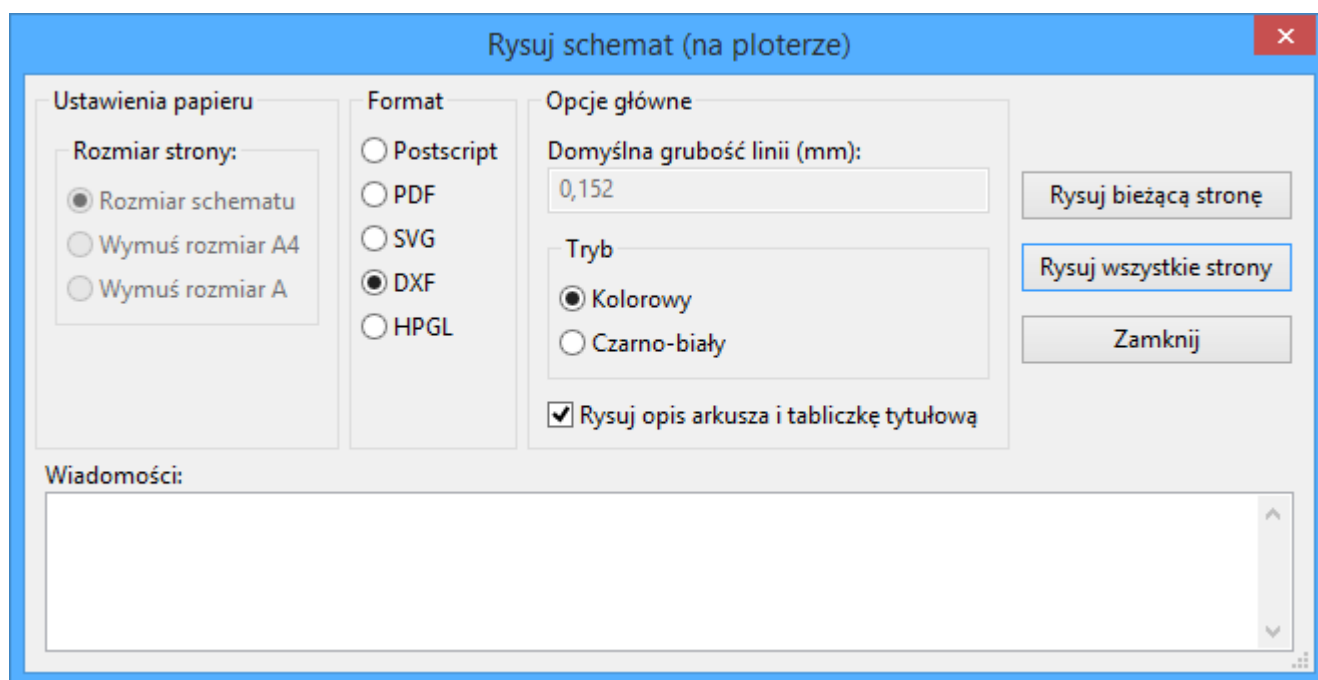 Rysuj schemat (na ploterze)
Ustawienia papieru
Rozmiar strony:
Rozmiar schematu
Wymuś rozmiar A4
Wymuś rozmiar A
Format
Postscript
PDF
SVG
DXF
HPGL
Opcje główne
Domyślna grubość linii (mm):
0,152
Tryb
Kolorowy
Czarno-biały
Rysuj opis arkusza i tabliczkę tytułową
Rysuj bieżącą stronę
Rysuj wszystkie strony
Zamknij
Wiadomości: